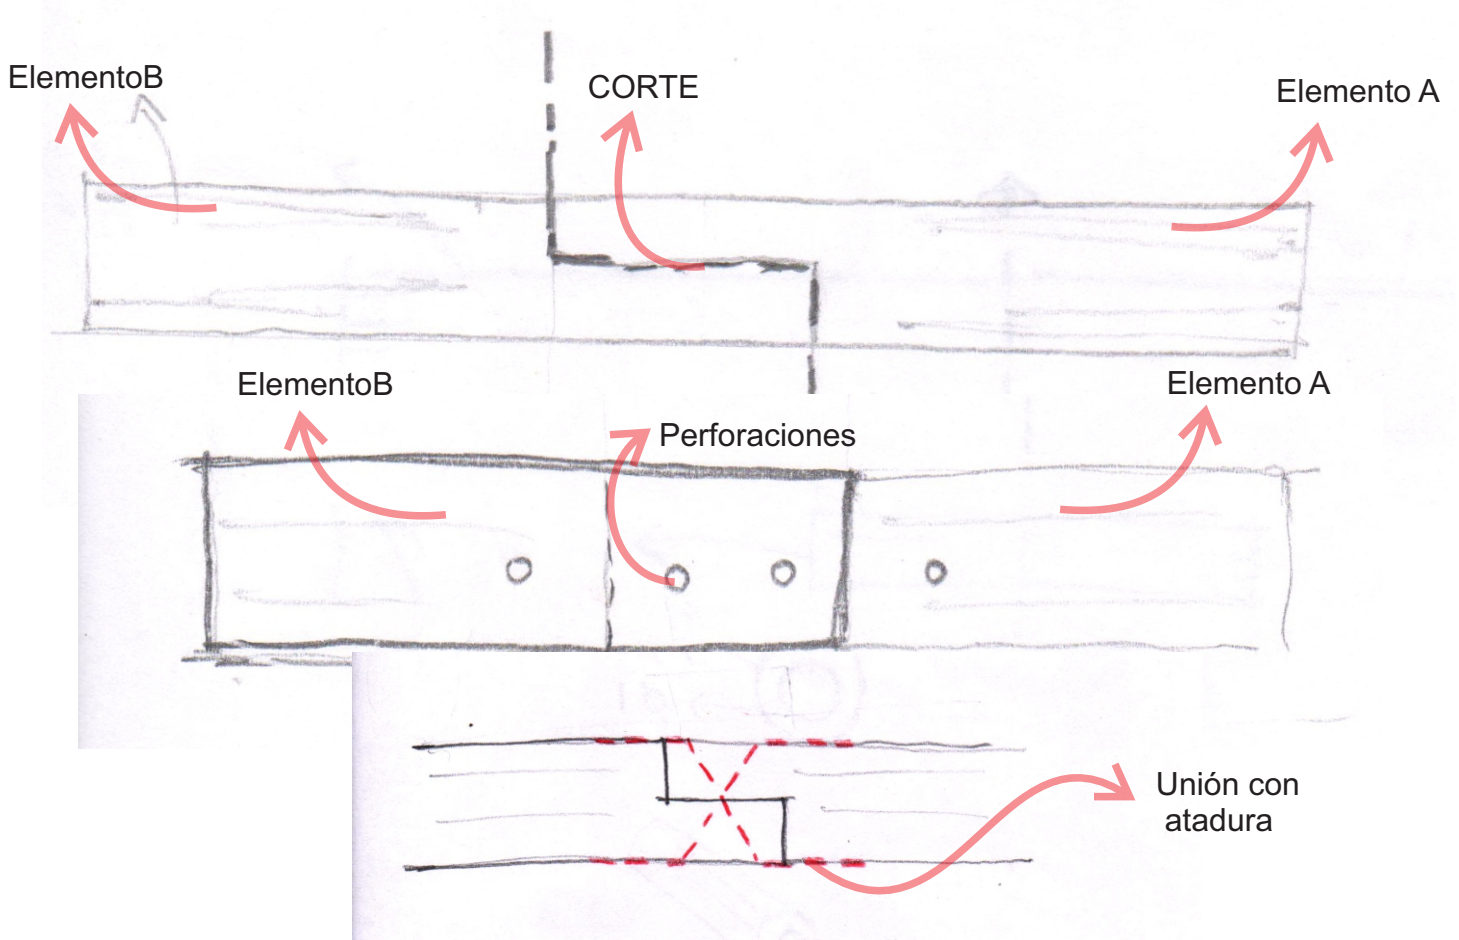 ElementoB
CORTE
Elemento A
ElementoB
Elemento A
Perforaciones
Unión con
atadura